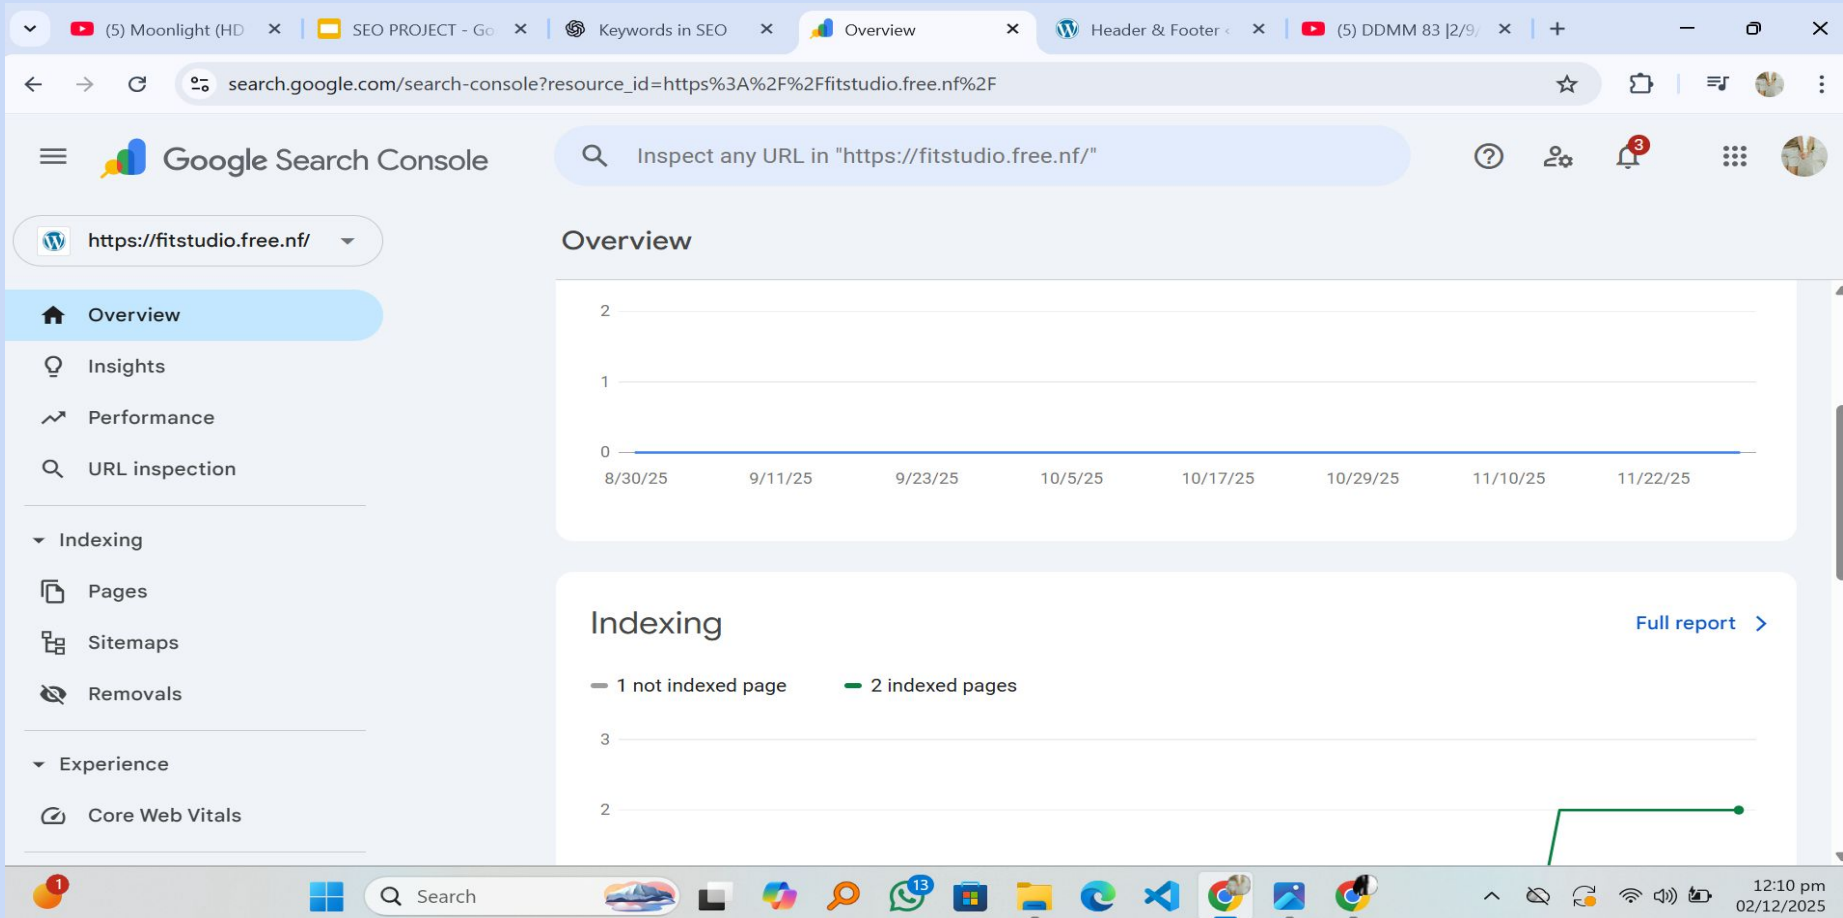 (5) Moonlight (HD
SEO PROJECT - Go
Keywords in SEO
Overview
Header & Footer
(5) DDMM 83 |2/9/
search.google.com/search-console?resource_id=https%3A%2F%2Ffitstudio.free.nf%2F
Google Search Console
Inspect any URL in "https://fitstudio.free.nf/"
3
https://fitstudio.free.nf/
Overview
Overview
Insights
Performance
URL inspection
Indexing
Pages
Sitemaps
Removals
Experience
Core Web Vitals
2
1
0
8/30/25 9/11/25 9/23/25 10/5/25 10/17/25 10/29/25 11/10/25 11/22/25
Indexing
Full report
1 not indexed page 2 indexed pages
3
2
1
Search
13
12:10 pm
02/12/2025